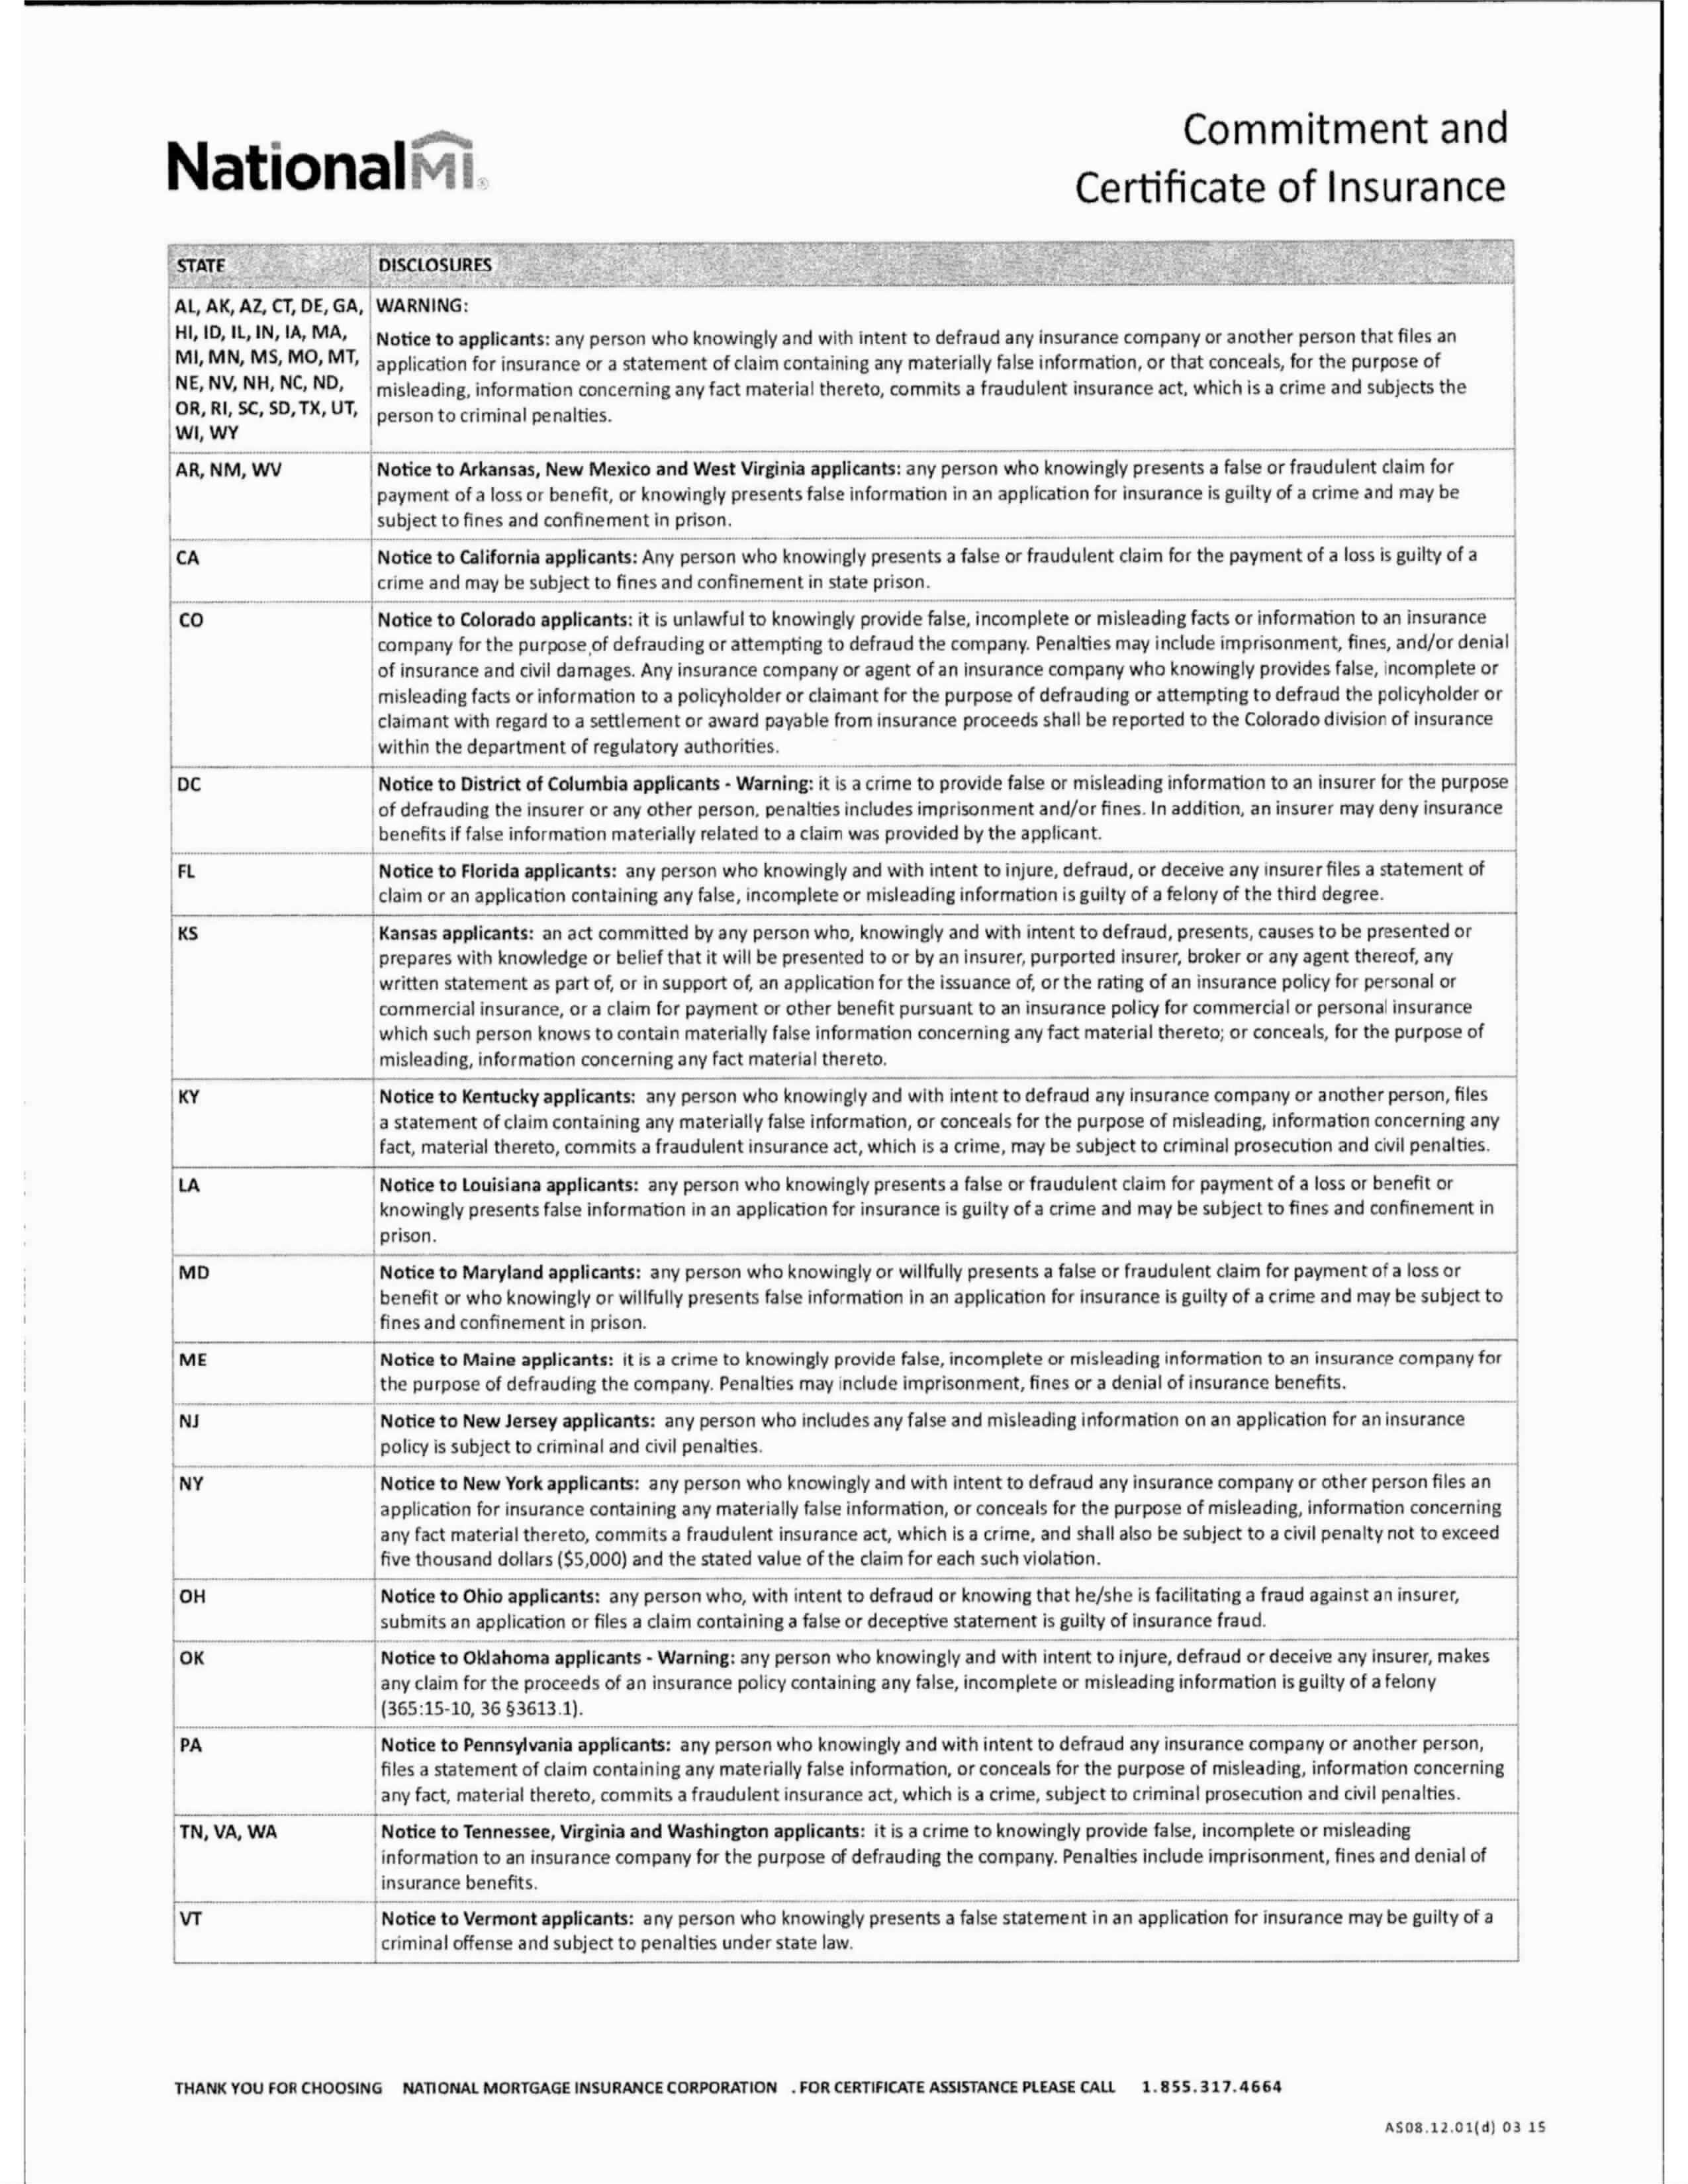 Commitment and
NationalMI®
Certificate of Insurance
STATE DISCLOSURES
AL, AK, AZ, CT, DE, GA,
HI, ID, IL, IN, IA, MA,
MI, MN, MS, MO, MT,
NE, NV, NH, NC, ND,
OR, RI, SC, SD, TX, UT,
WI, WY
WARNING:
Notice to applicants: any person who knowingly and with intent to defraud any insurance company or another person that files an
application for insurance or a statement of claim containing any materially false information, or that conceals, for the purpose of
misleading, information concerning any fact material thereto, commits a fraudulent insurance act, which is a crime and subjects the
person to criminal penalties.
AR, NM, WV
Notice to Arkansas, New Mexico and West Virginia applicants: any person who knowingly presents a false or fraudulent claim for
payment of a loss or benefit, or knowingly presents false information in an application for insurance is guilty of a crime and may be
subject to fines and confinement in prison.
CA
Notice to California applicants: Any person who knowingly presents a false or fraudulent claim for the payment of a loss is guilty of a
crime and may be subject to fines and confinement in state prison.
CO
Notice to Colorado applicants: it is unlawful to knowingly provide false, incomplete or misleading facts or information to an insurance
company for the purpose of defrauding or attempting to defraud the company. Penalties may include imprisonment, fines, and/or denial
of insurance and civil damages. Any insurance company or agent of an insurance company who knowingly provides false, incomplete or
misleading facts or information to a policyholder or claimant for the purpose of defrauding or attempting to defraud the policyholder or
claimant with regard to a settlement or award payable from insurance proceeds shall be reported to the Colorado division of insurance
within the department of regulatory authorities.
DC
Notice to District of Columbia applicants - Warning: it is a crime to provide false or misleading information to an insurer for the purpose
of defrauding the insurer or any other person, penalties includes imprisonment and/or fines. In addition, an insurer may deny insurance
benefits if false information materially related to a claim was provided by the applicant.
FL
Notice to Florida applicants: any person who knowingly and with intent to injure, defraud, or deceive any insurer files a statement of
claim or an application containing any false, incomplete or misleading information is guilty of a felony of the third degree.
KS
Kansas applicants: an act committed by any person who, knowingly and with intent to defraud, presents, causes to be presented or
prepares with knowledge or belief that it will be presented to or by an insurer, purported insurer, broker or any agent thereof, any
written statement as part of, or in support of, an application for the issuance of, or the rating of an insurance policy for personal or
commercial insurance, or a claim for payment or other benefit pursuant to an insurance policy for commercial or personal insurance
which such person knows to contain materially false information concerning any fact material thereto; or conceals, for the purpose of
misleading, information concerning any fact material thereto.
KY
Notice to Kentucky applicants: any person who knowingly and with intent to defraud any insurance company or another person, files
a statement of claim containing any materially false information, or conceals for the purpose of misleading, information concerning any
fact, material thereto, commits a fraudulent insurance act, which is a crime, may be subject to criminal prosecution and civil penalties.
LA
Notice to Louisiana applicants: any person who knowingly presents a false or fraudulent claim for payment of a loss or benefit or
knowingly presents false information in an application for insurance is guilty of a crime and may be subject to fines and confinement in
prison.
MD
Notice to Maryland applicants: any person who knowingly or willfully presents a false or fraudulent claim for payment of a loss or
benefit or who knowingly or willfully presents false information in an application for insurance is guilty of a crime and may be subject to
fines and confinement in prison.
ME
Notice to Maine applicants: it is a crime to knowingly provide false, incomplete or misleading information to an insurance company for
the purpose of defrauding the company. Penalties may include imprisonment, fines or a denial of insurance benefits.
NJ
Notice to New Jersey applicants: any person who includes any false and misleading information on an application for an insurance
policy is subject to criminal and civil penalties.
NY
Notice to New York applicants: any person who knowingly and with intent to defraud any insurance company or other person files an
application for insurance containing any materially false information, or conceals for the purpose of misleading, information concerning
any fact material thereto, commits a fraudulent insurance act, which is a crime, and shall also be subject to a civil penalty not to exceed
five thousand dollars ($5,000) and the stated value of the claim for each such violation.
OH
Notice to Ohio applicants: any person who, with intent to defraud or knowing that he/she is facilitating a fraud against an insurer,
submits an application or files a claim containing a false or deceptive statement is guilty of insurance fraud.
OK
Notice to Oklahoma applicants - Warning: any person who knowingly and with intent to injure, defraud or deceive any insurer, makes
any claim for the proceeds of an insurance policy containing any false, incomplete or misleading information is guilty of a felony
(365:15-10, 36 §3613.1).
PA
Notice to Pennsylvania applicants: any person who knowingly and with intent to defraud any insurance company or another person,
files a statement of claim containing any materially false information, or conceals for the purpose of misleading, information concerning
any fact, material thereto, commits a fraudulent insurance act, which is a crime, subject to criminal prosecution and civil penalties.
TN, VA, WA
Notice to Tennessee, Virginia and Washington applicants: it is a crime to knowingly provide false, incomplete or misleading
information to an insurance company for the purpose of defrauding the company. Penalties include imprisonment, fines and denial of
insurance benefits.
VT
Notice to Vermont applicants: any person who knowingly presents a false statement in an application for insurance may be guilty of a
criminal offense and subject to penalties under state law.
THANK YOU FOR CHOOSING NATIONAL MORTGAGE INSURANCE CORPORATION . FOR CERTIFICATE ASSISTANCE PLEASE CALL 1.855.317.4664
AS08.12.01(d) 03 15